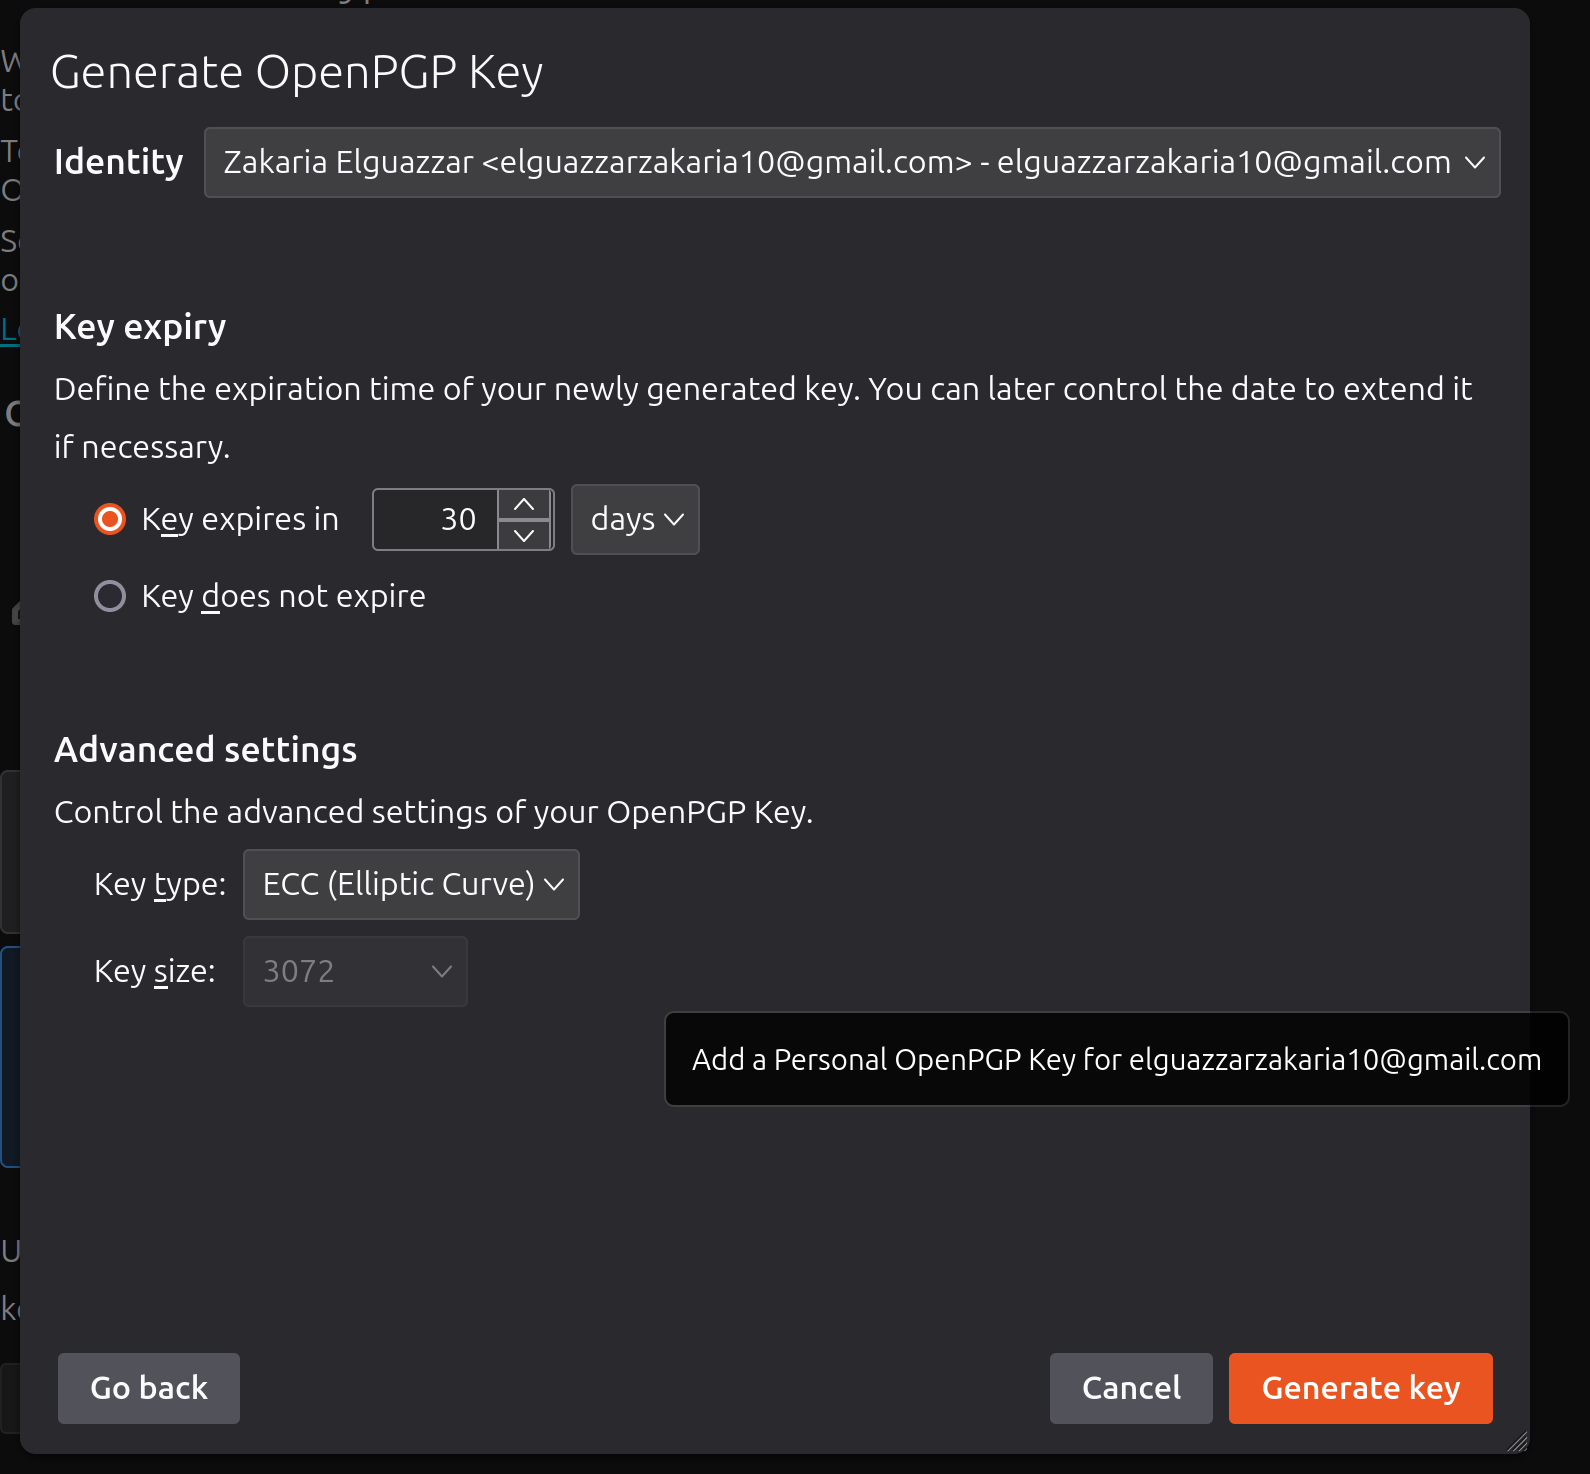 Generate OpenPGP Key
Identity Zakaria Elguazzar <elguazzarzakaria10@gmail.com> - elguazzarzakaria10@gmail.com
Key expiry
Define the expiration time of your newly generated key. You can later control the date to extend it
if necessary.
Key expires in 30 days
Key does not expire
Advanced settings
Control the advanced settings of your OpenPGP Key.
Key type: ECC (Elliptic Curve)
Key size: 3072
Add a Personal OpenPGP Key for elguazzarzakaria10@gmail.com
Go back Cancel Generate key